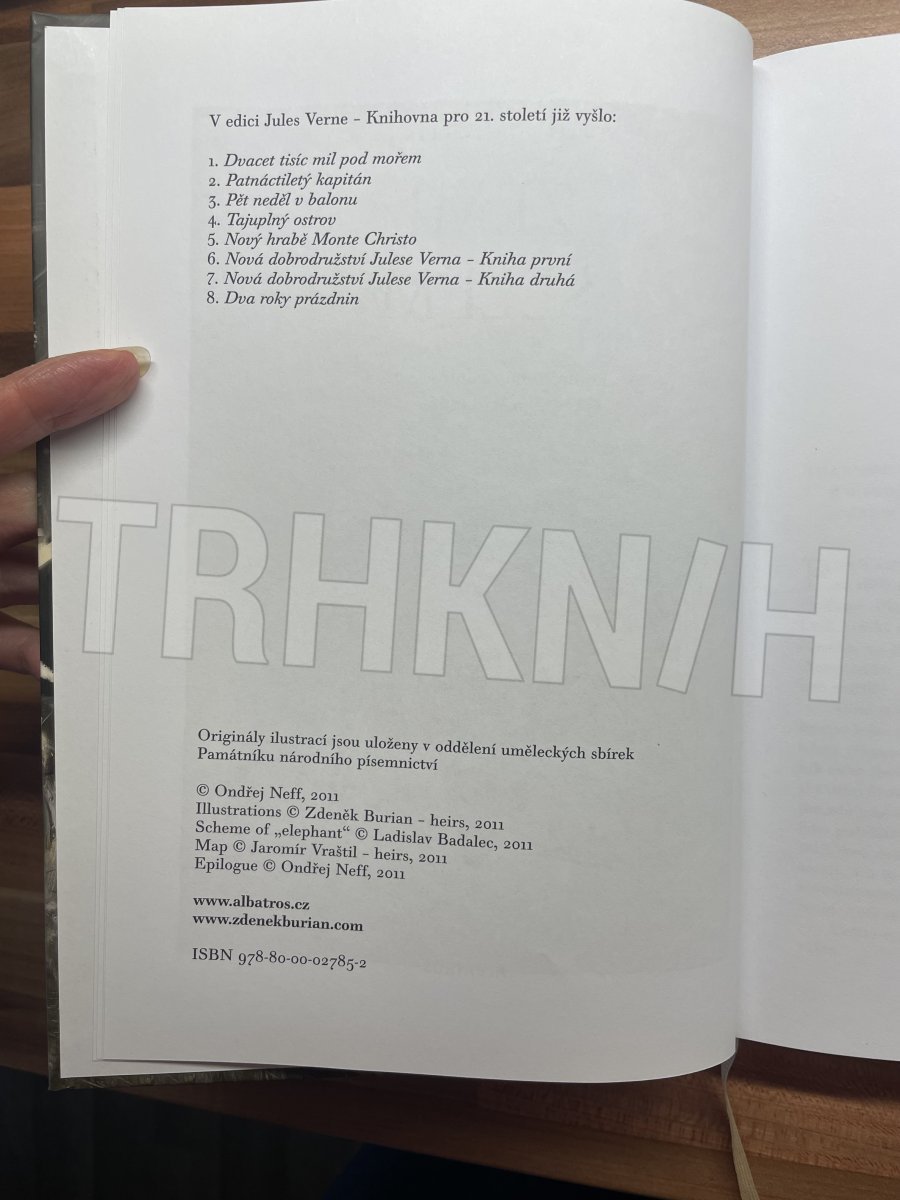 V edici Jules Verne – Knihovna pro 21. století již vyšlo:
1. Dvacet tisíc mil pod mořem
2. Patnáctiletý kapitán
3. Pět neděl v balonu
4. Tajuplný ostrov
5. Nový hrabě Monte Christo
6. Nová dobrodružství Julese Verna – Kniha první
7. Nová dobrodružství Julese Verna – Kniha druhá
8. Dva roky prázdnin
TRHKNIH
Originály ilustrací jsou uloženy v oddělení uměleckých sbírek
Památníku národního písemnictví
© Ondřej Neff, 2011
Illustrations © Zdeněk Burian – heirs, 2011
Scheme of „elephant“ © Ladislav Badalec, 2011
Map © Jaromír Vraštil – heirs, 2011
Epilogue © Ondřej Neff, 2011
www.albatros.cz
www.zdenekburian.com
ISBN 978-80-00-02785-2